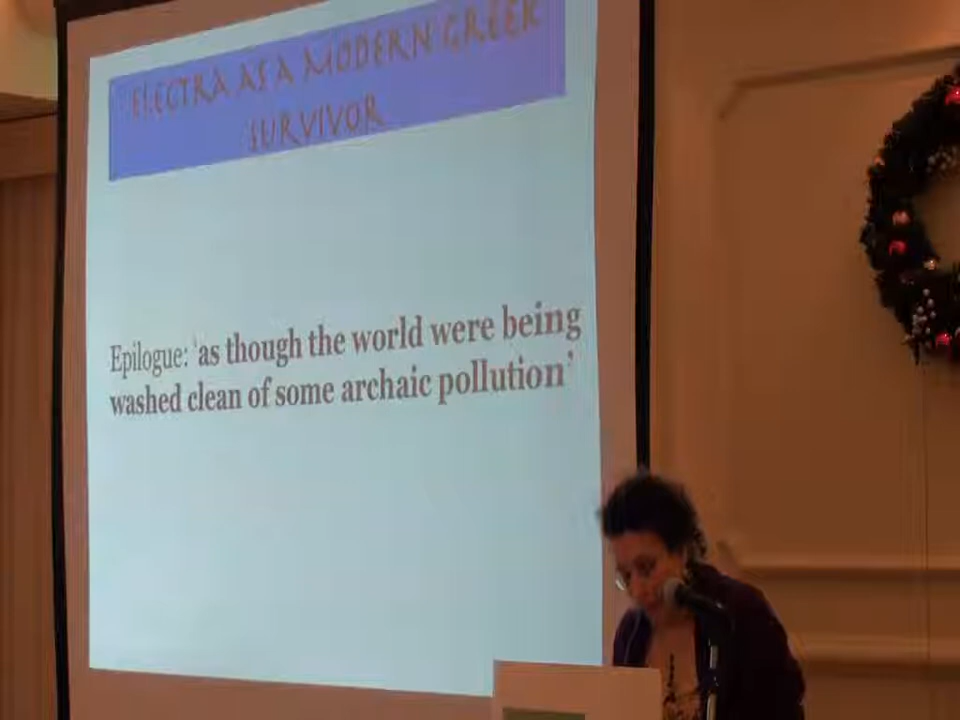 ELECTRA AS A MODERN GREEK
SURVIVOR
Epilogue: 'as though the world were being
washed clean of some archaic pollution'